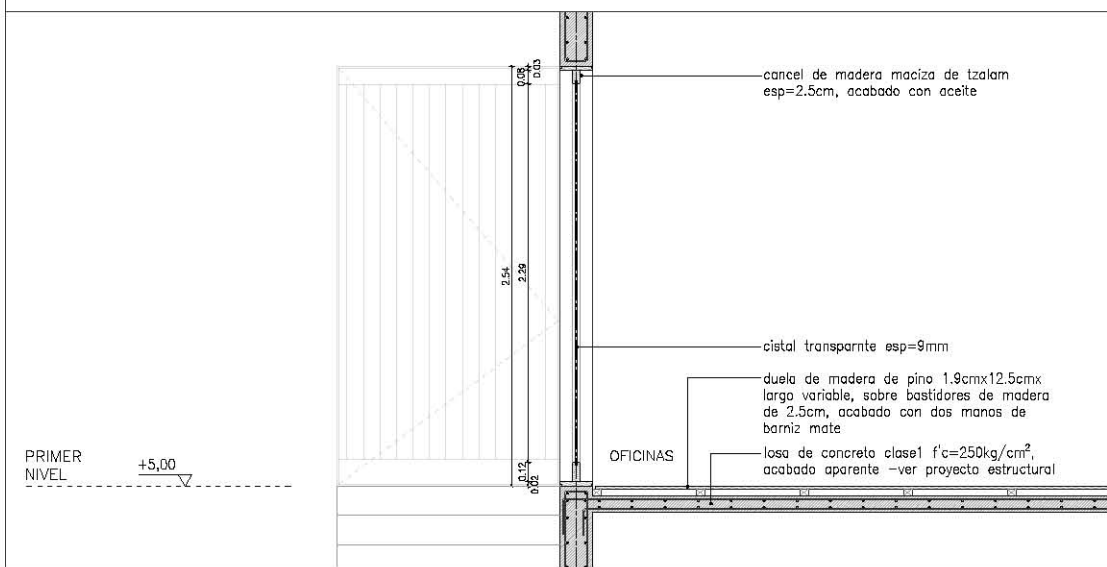 0.03
0.08
cancel de madera maciza de tzalam
esp=2.5cm, acabado con aceite
2.54
2.29
cistal transparnte esp=9mm
duela de madera de pino 1.9cmx12.5cmx
largo variable, sobre bastidores de madera
de 2.5cm, acabado con dos manos de
barniz mate
PRIMER
NIVEL
+5,00
0.12
0.02
OFICINAS
losa de concreto clase1 f'c=250kg/cm²,
acabado aparente -ver proyecto estructural